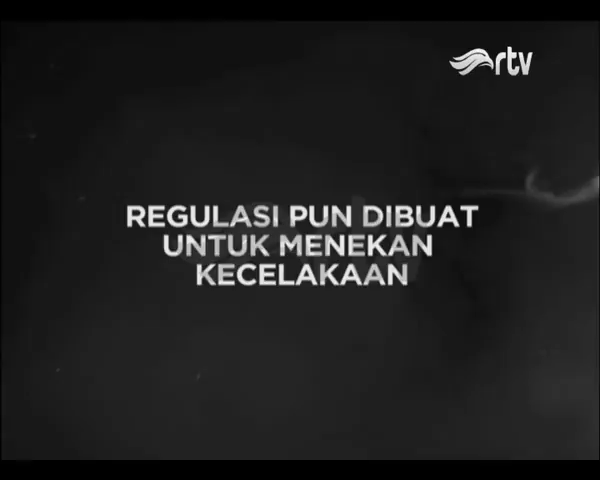 rtv
REGULASI PUN DIBUAT
UNTUK MENEKAN
KECELAKAAN